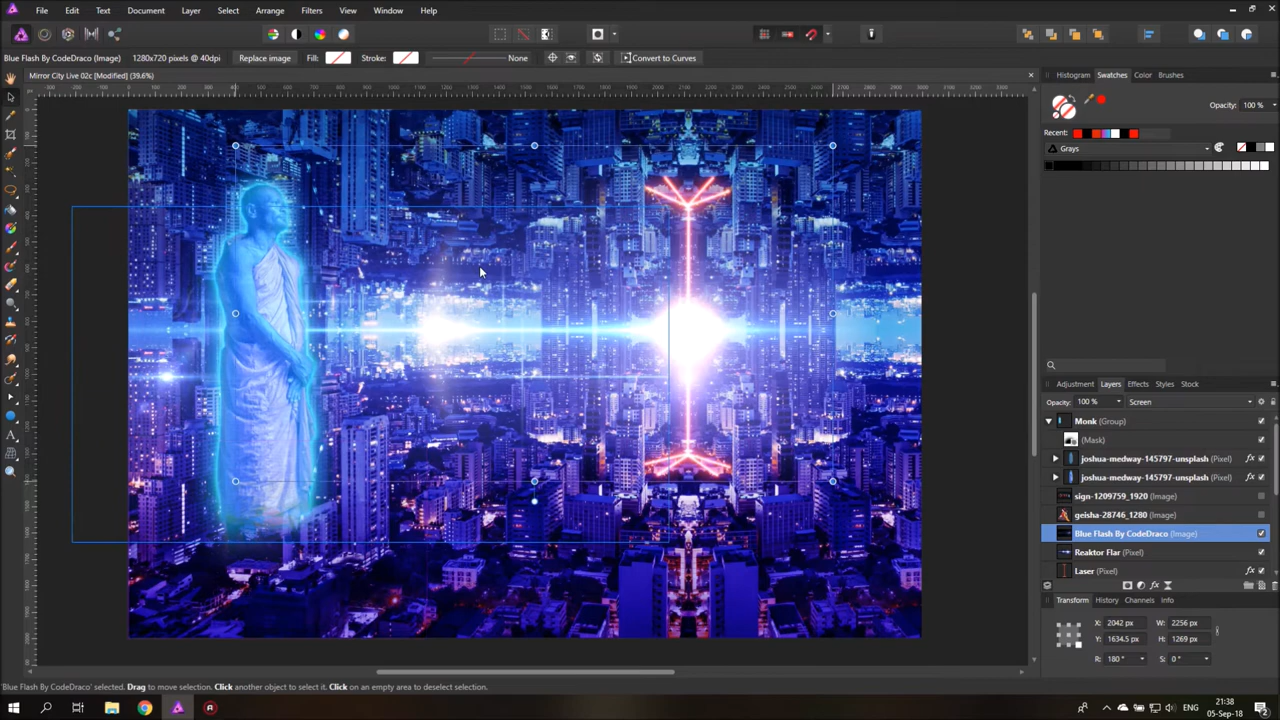 File Edit Text Document Layer Select Arrange Filters View Window Help
Blue Flash By CodeDraco (Image) 1280x720 pixels @ 40dpi Replace image Fill: Stroke: None Convert to Curves
Mirror City Live 02c [Modified] (39.6%)
Histogram Swatches Color Brushes
Opacity: 100 %
Recent:
Grays
Adjustment Layers Effects Styles Stock
Opacity: 100 % Screen
Monk (Group)
(Mask)
joshua-medway-145797-unsplash (Pixel) fx
joshua-medway-145797-unsplash (Pixel) fx
sign-1209759_1920 (Image)
geisha-28746_1280 (Image)
Blue Flash By CodeDraco (Image)
Reaktor Flar (Pixel)
Laser (Pixel) fx
Transform History Channels Info
X: 2042 px W: 2256 px
Y: 1634.5 px H: 1269 px
R: 180 ° S: 0 °
'Blue Flash By CodeDraco' selected. Drag to move selection. Click another object to select it. Click on an empty area to deselect selection.
ENG
21:38
05-Sep-18